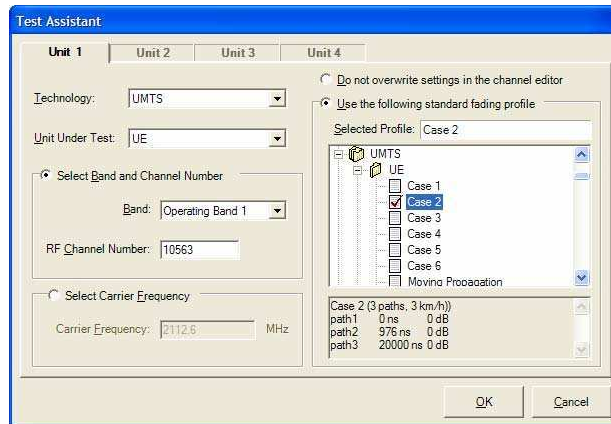 Test Assistant
Unit 1 Unit 2 Unit 3 Unit 4
Technology: UMTS
Unit Under Test: UE
Select Band and Channel Number
Band: Operating Band 1
RF Channel Number: 10563
Select Carrier Frequency
Carrier Frequency: 2112.6 MHz
Do not overwrite settings in the channel editor
Use the following standard fading profile
Selected Profile: Case 2
UMTS
UE
Case 1
Case 2
Case 3
Case 4
Case 5
Case 6
Moving Propagation
Case 2 (3 paths, 3 km/h))
path1 0 ns 0 dB
path2 976 ns 0 dB
path3 20000 ns 0 dB
OK Cancel